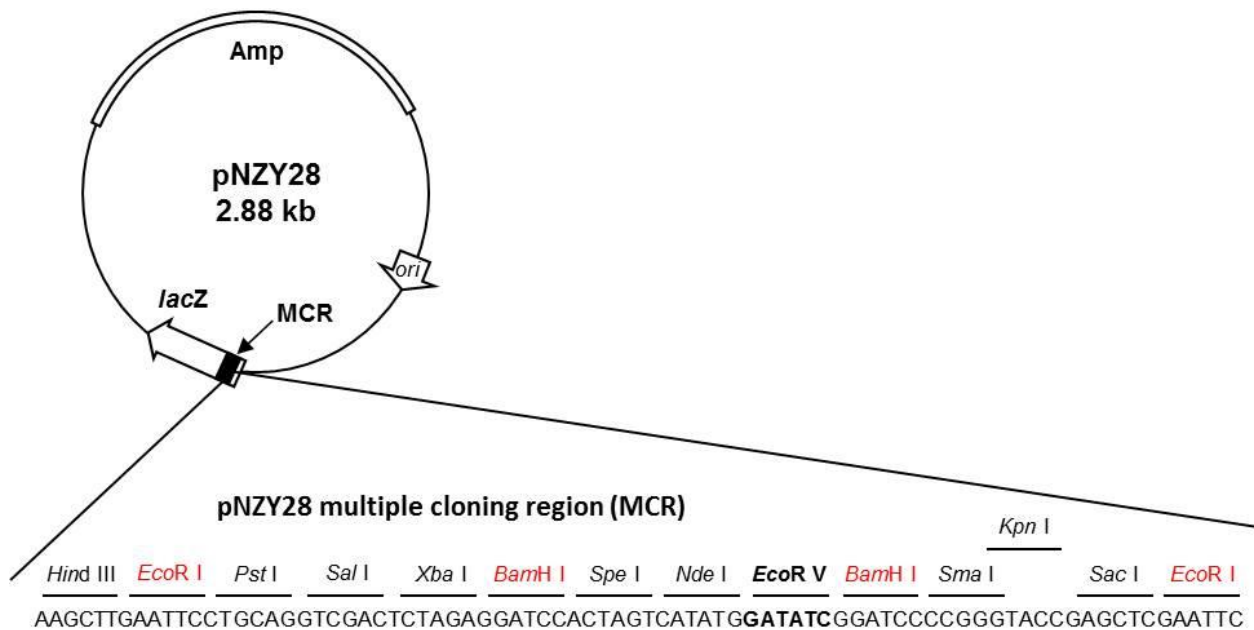 Amp
pNZY28
2.88 kb
ori
lacZ
MCR
pNZY28 multiple cloning region (MCR)
Kpn I
Hind III EcoR I Pst I Sal I Xba I BamH I Spe I Nde I EcoR V BamH I Sma I Sac I EcoR I
AAGCTTGAATTCCTGCAGGTCGACTCTAGAGGATCCACTAGTCATATGGATATCGGATCCCCGGGTACCGAGCTCGAATTC